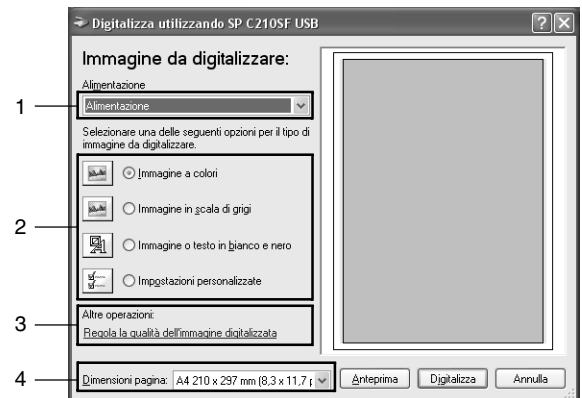 Digitalizza utilizzando SP C210SF USB
Immagine da digitalizzare:
Alimentazione
1
Alimentazione
Selezionare una delle seguenti opzioni per il tipo di
immagine da digitalizzare.
2
Immagine a colori
Immagine in scala di grigi
Immagine o testo in bianco e nero
Impostazioni personalizzate
3
Altre operazioni:
Regola la qualità dell'immagine digitalizzata
4
Dimensioni pagina: A4 210 x 297 mm (8,3 x 11,7 p
Anteprima Digitalizza Annulla